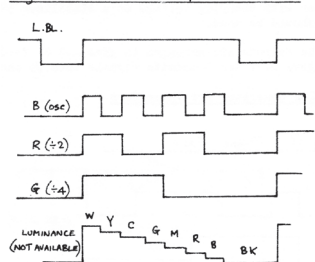 L.BL.
B (OSC)
R (÷2)
G (÷4)
W Y C G M R B BK
LUMINANCE
(NOT AVAILABLE)